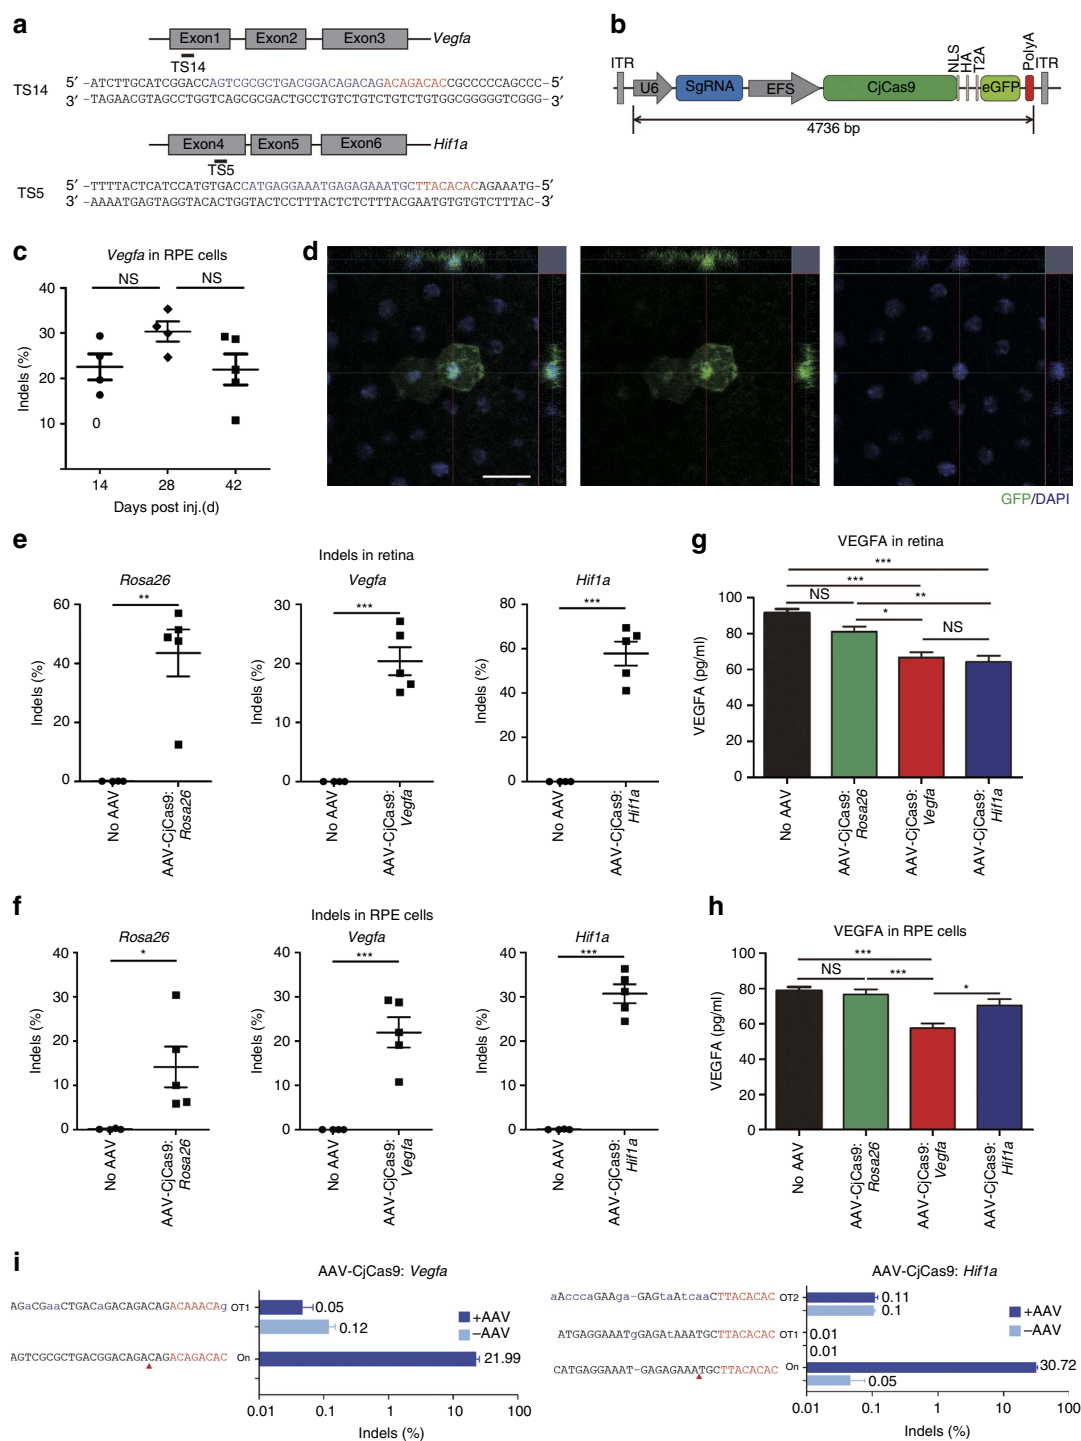 a
Exon1 Exon2 Exon3 Vegfa
TS14
TS14 5′ -ATCTTGCATCGGACCAGTCGCGCTGACGGACAGACAGACAGACACCGCCCCCAGCCC- 5′
3′ -TAGAACGTAGCCTGGTCAGCGCGACTGCCTGTCTGTCTGTCTGTGGCGGGGGTCGGG- 3′
Exon4 Exon5 Exon6 Hif1a
TS5
TS5 5′ -TTTTACTCATCCATGTGACCATGAGGAAATGAGAGAAATGCTTACACACAGAAATG- 5′
3′ -AAAATGAGTAGGTACACTGGTACTCCTTTACTCTCTTTACGAATGTGTGTCTTTAC- 3′
b
ITR U6 SgRNA EFS CjCas9 NLS HA T2A eGFP PolyA ITR
4736 bp
c
Vegfa in RPE cells
NS NS
Indels (%)
40
30
20
10
0
14 28 42
Days post inj.(d)
d
GFP/DAPI
e
Indels in retina
Rosa26 Vegfa Hif1a
** *** ***
Indels (%) 60 40 20 0
No AAV AAV-CjCas9: Rosa26
Indels (%) 30 20 10 0
No AAV AAV-CjCas9: Vegfa
Indels (%) 80 60 40 20 0
No AAV AAV-CjCas9: Hif1a
f
Indels in RPE cells
Rosa26 Vegfa Hif1a
* *** ***
Indels (%) 40 30 20 10 0
No AAV AAV-CjCas9: Rosa26
Indels (%) 40 30 20 10 0
No AAV AAV-CjCas9: Vegfa
Indels (%) 40 30 20 10 0
No AAV AAV-CjCas9: Hif1a
g
VEGFA in retina
***
***
NS **
*
NS
VEGFA (pg/ml)
100 80 60 40 20 0
No AAV AAV-CjCas9: Rosa26 AAV-CjCas9: Vegfa AAV-CjCas9: Hif1a
h
VEGFA in RPE cells
***
NS ***
*
VEGFA (pg/ml)
100 80 60 40 20 0
No AAV AAV-CjCas9: Rosa26 AAV-CjCas9: Vegfa AAV-CjCas9: Hif1a
i
AAV-CjCas9: Vegfa
AGaCGaaCTGACaGACAGACAGACAAACAg OT1 0.05
0.12
AGTCGCGCTGACGGACAGACAGACAGACAC On 21.99
+AAV
−AAV
0.01 0.1 1 10 100
Indels (%)
AAV-CjCas9: Hif1a
aAcccaGAAga-GAGtaAtcaaCTTACACAC OT2 0.11
0.1
ATGAGGAAATgGAGAtAAATGCTTACACAC OT1 0.01
0.01
CATGAGGAAAT-GAGAGAAATGCTTACACAC On 30.72
0.05
+AAV
−AAV
0.01 0.1 1 10 100
Indels (%)